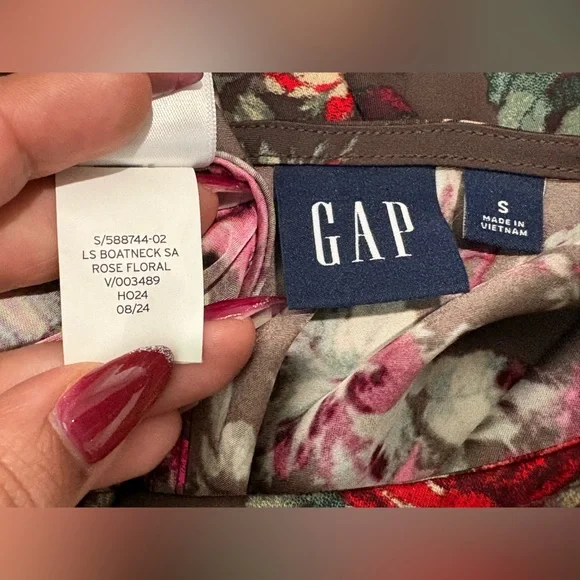 S/588744-02
LS BOATNECK SA
ROSE FLORAL
V/003489
HO24
08/24
GAP
S
MADE IN
VIETNAM